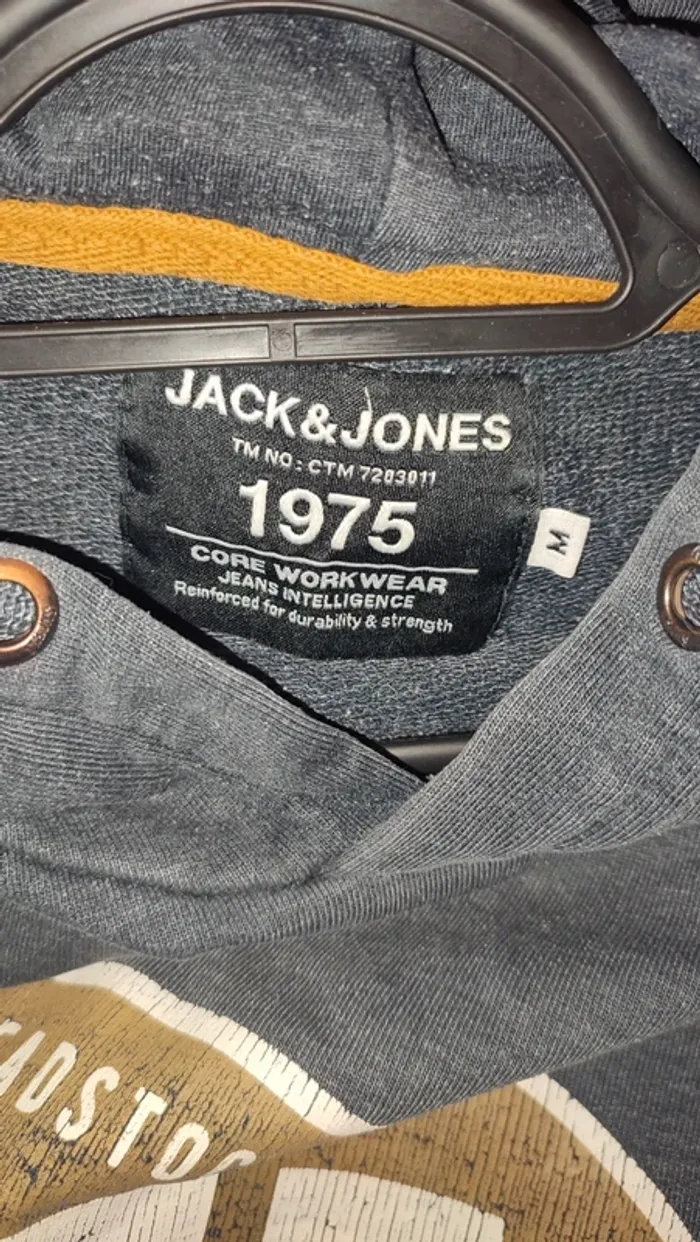 JACK&JONES
TM NO: CTM 7203011
1975
CORE WORKWEAR
JEANS INTELLIGENCE
Reinforced for durability & strength
M